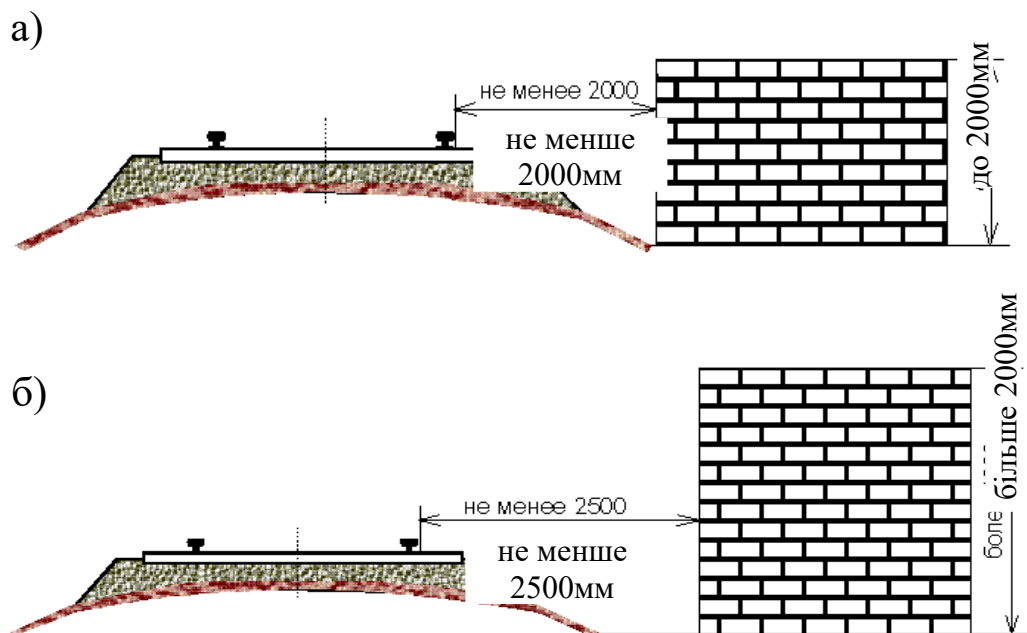 а)
не менее 2000
не менше
2000мм
до 2000мм
б)
не менее 2500
не менше
2500мм
більше 2000мм
боле